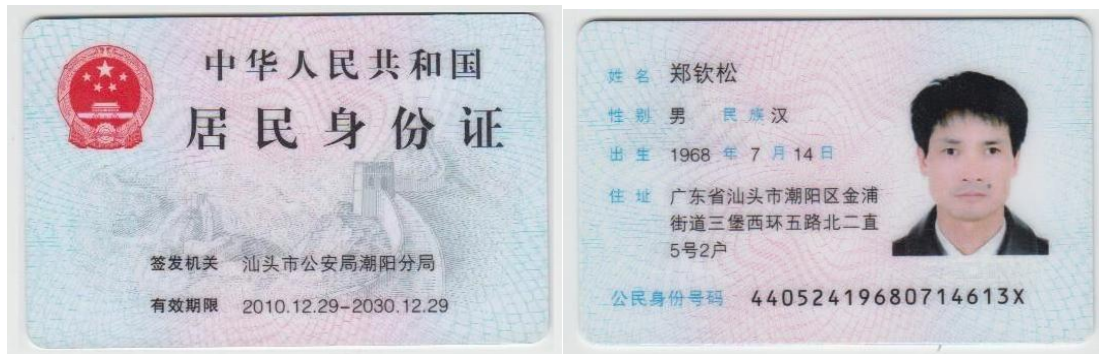 中华人民共和国
居民身份证
签发机关 汕头市公安局潮阳分局
有效期限 2010.12.29-2030.12.29
姓名 郑钦松
性别 男 民族 汉
出生 1968 年 7 月 14 日
住址 广东省汕头市潮阳区金浦
街道三堡西环五路北二直
5号2户
公民身份号码 44052419680714613X